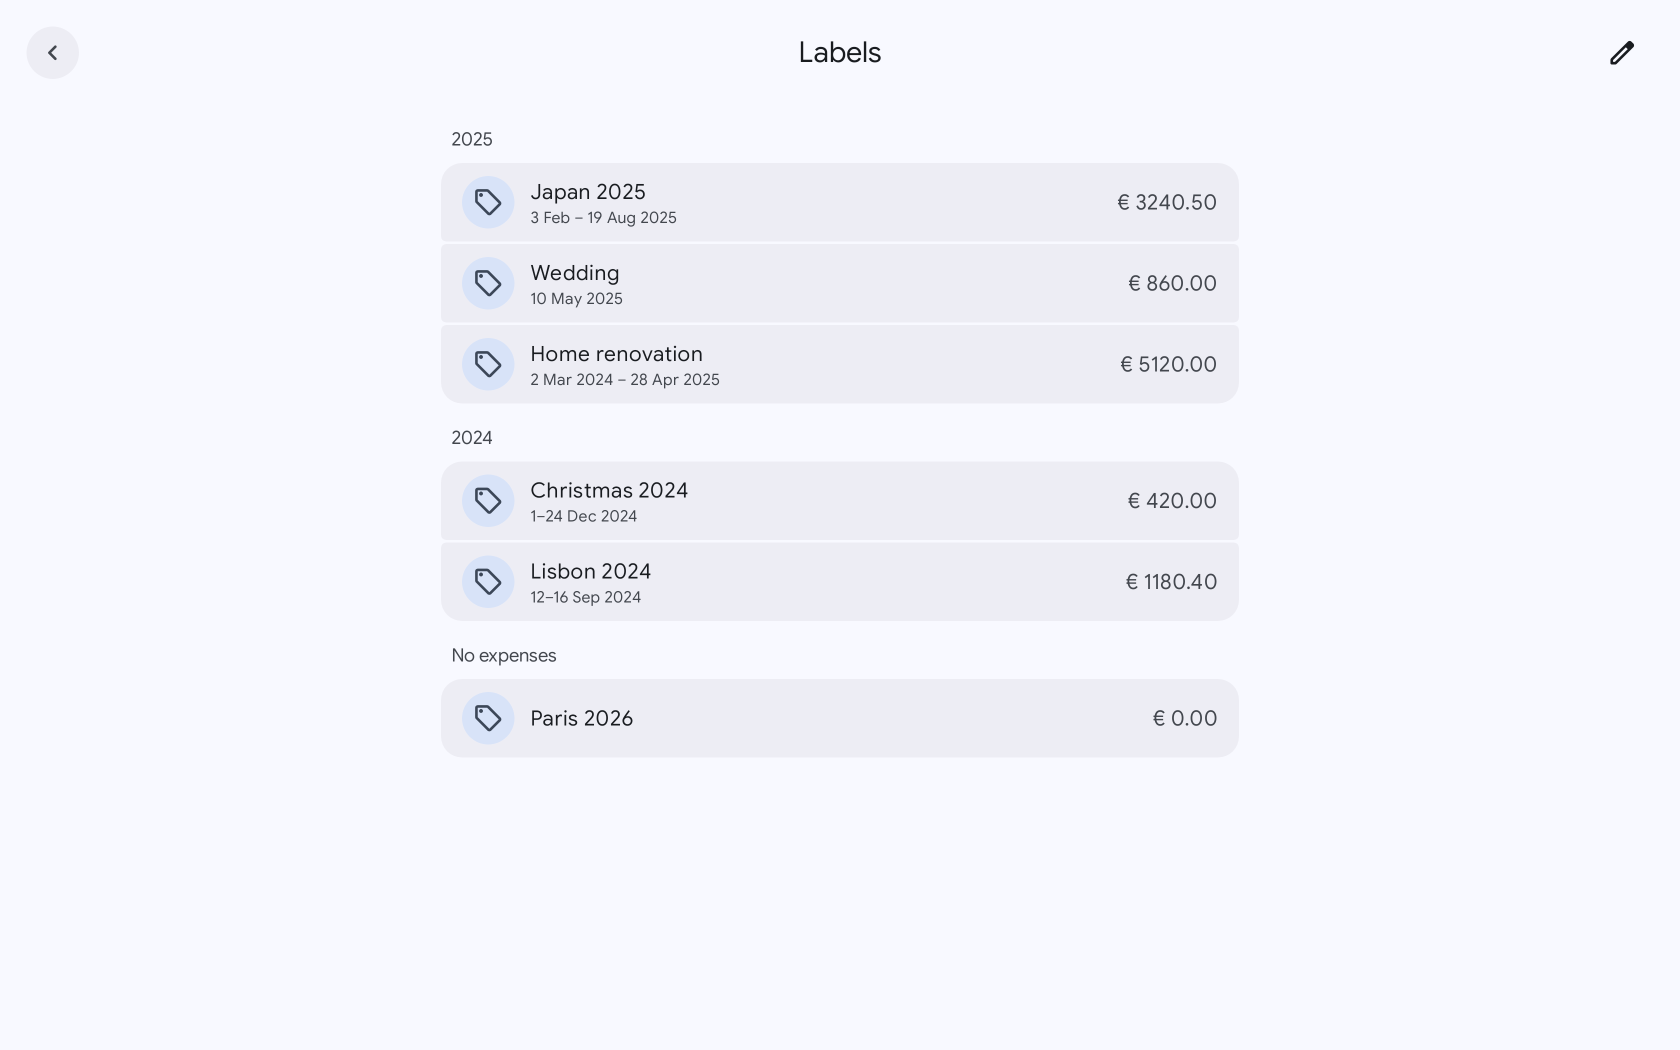 Labels
2025
Japan 2025
3 Feb – 19 Aug 2025
€ 3240.50
Wedding
10 May 2025
€ 860.00
Home renovation
2 Mar 2024 – 28 Apr 2025
€ 5120.00
2024
Christmas 2024
1–24 Dec 2024
€ 420.00
Lisbon 2024
12–16 Sep 2024
€ 1180.40
No expenses
Paris 2026
€ 0.00